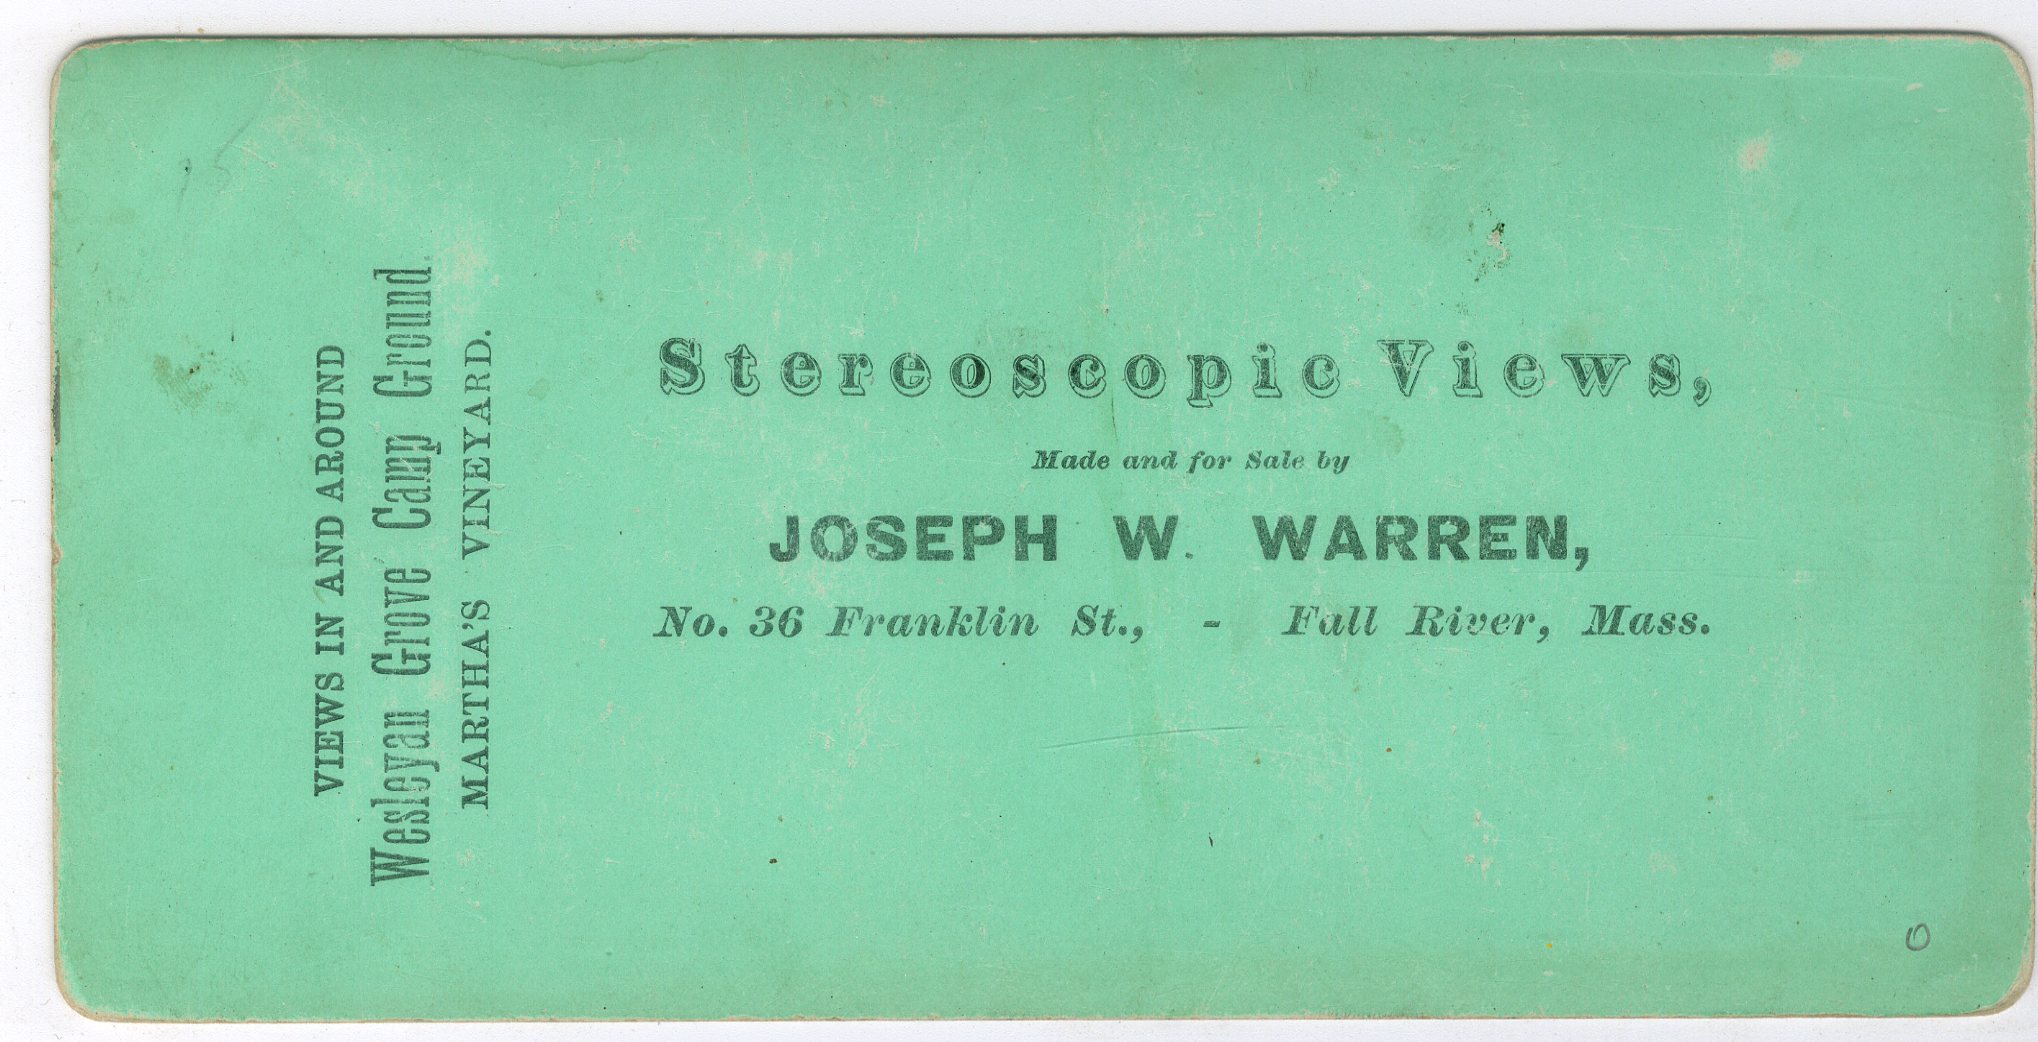 VIEWS IN AND AROUND
Wesleyan Grove Camp Ground.
MARTHA'S VINEYARD.
Stereoscopic Views,
Made and for Sale by
JOSEPH W. WARREN,
No. 36 Franklin St., - Fall River, Mass.